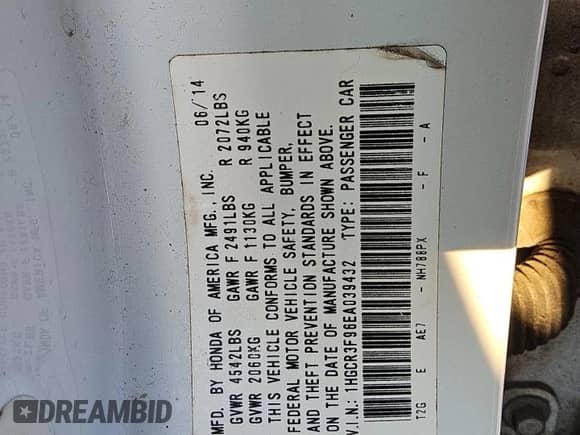 MFD. BY HONDA OF AMERICA MFG., INC. 06/14
GVWR 4542LBS GAWR F 2491LBS R 2072LBS
GVWR 2060KG GAWR F 1130KG R 940KG
THIS VEHICLE CONFORMS TO ALL APPLICABLE
FEDERAL MOTOR VEHICLE SAFETY, BUMPER,
AND THEFT PREVENTION STANDARDS IN EFFECT
ON THE DATE OF MANUFACTURE SHOWN ABOVE.
V.I.N.: 1HGCR3F96EA039432 TYPE: PASSENGER CAR
T2G E AE7 - NH788PX - F - A
DREAMBID